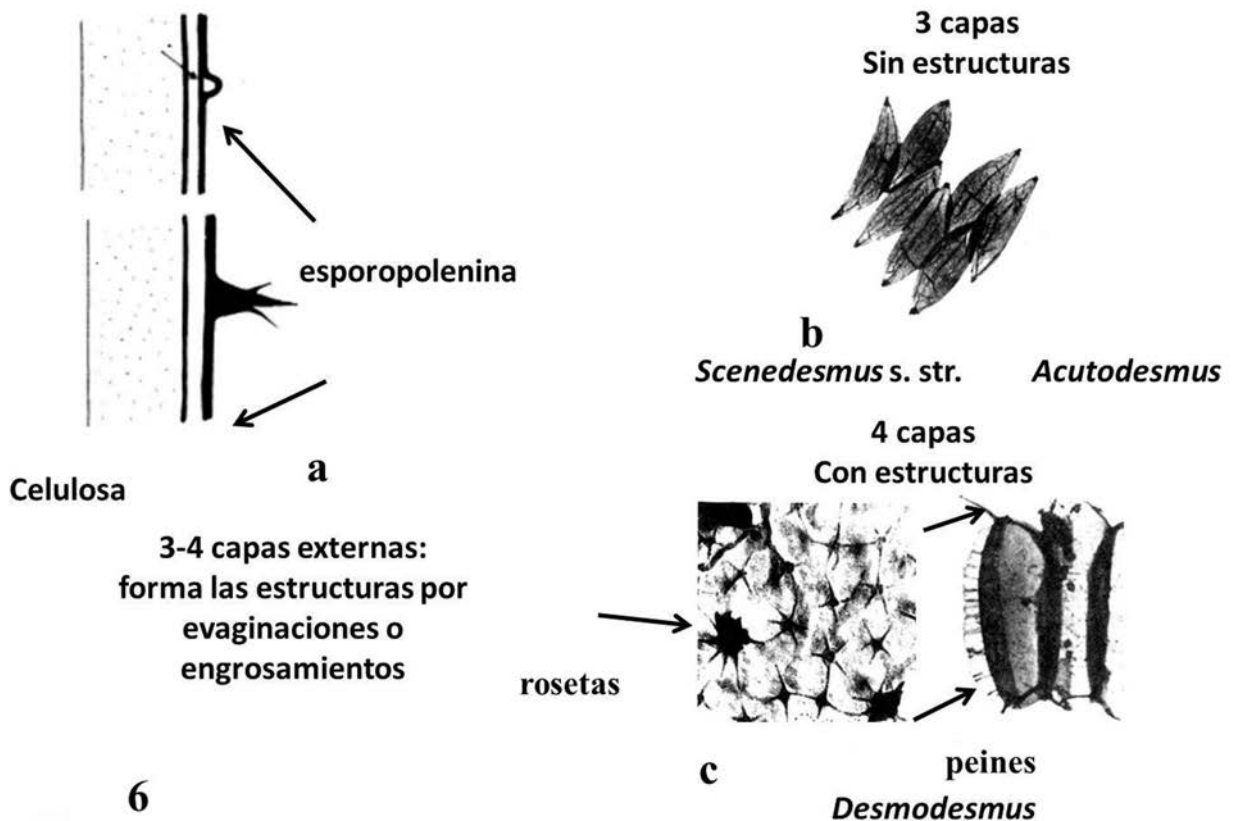 esporopolenina
a
Celulosa
3-4 capas externas:
forma las estructuras por
evaginaciones o
engrosamientos
3 capas
Sin estructuras
b
Scenedesmus s. str. Acutodesmus
4 capas
Con estructuras
rosetas
c
peines
Desmodesmus
6